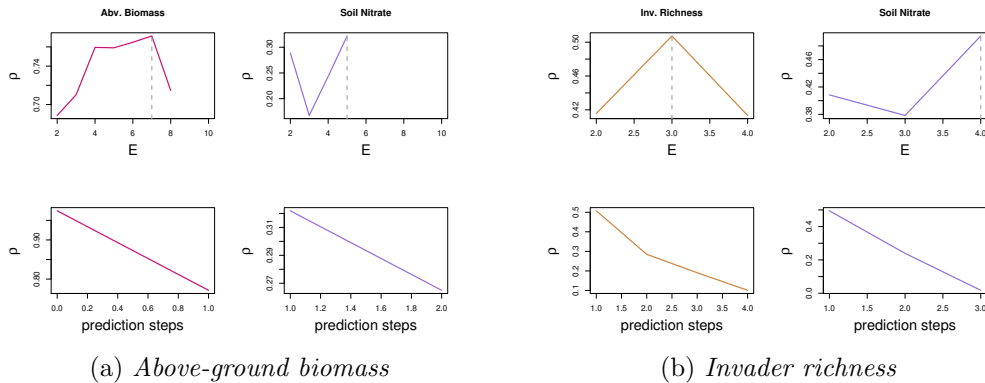 Abv. Biomass
Soil Nitrate
Inv. Richness
Soil Nitrate
ρ
0.70 0.74
2 4 6 8 10
E
ρ
0.20 0.25 0.30
2 4 6 8 10
E
ρ
0.42 0.46 0.50
2.0 2.5 3.0 3.5 4.0
E
ρ
0.38 0.42 0.46
2.0 2.5 3.0 3.5 4.0
E
ρ
0.80 0.90
0.0 0.2 0.4 0.6 0.8 1.0
prediction steps
ρ
0.27 0.29 0.31
1.0 1.2 1.4 1.6 1.8 2.0
prediction steps
ρ
0.1 0.2 0.3 0.4 0.5
1.0 1.5 2.0 2.5 3.0 3.5 4.0
prediction steps
ρ
0.0 0.2 0.4
1.0 1.5 2.0 2.5 3.0
prediction steps
(a) Above-ground biomass
(b) Invader richness